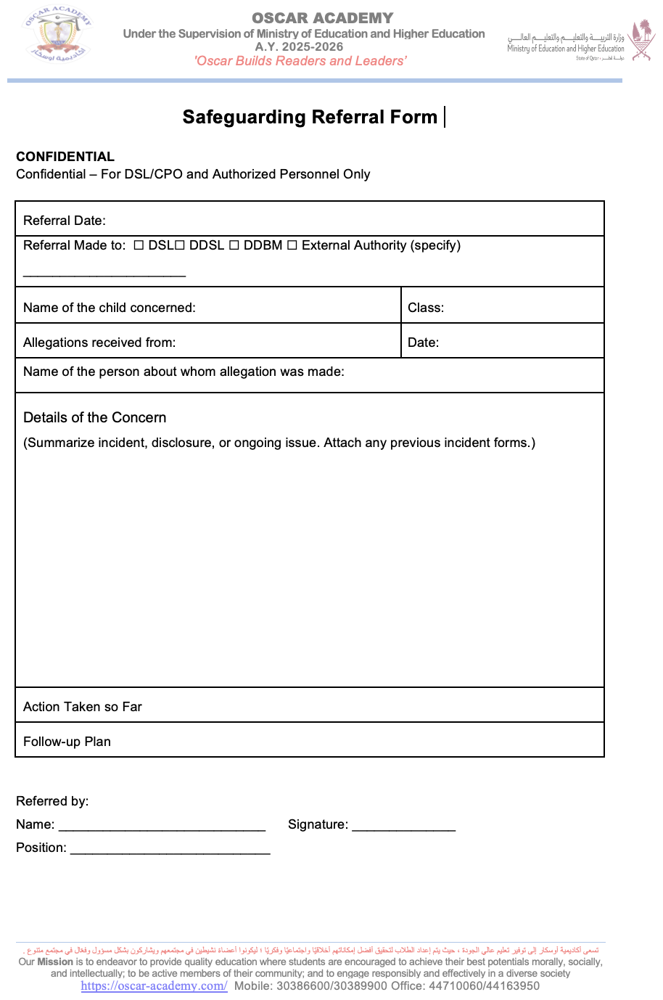 OSCAR ACADEMY
أكاديمية أوسكار
OSCAR ACADEMY
Under the Supervision of Ministry of Education and Higher Education
A.Y. 2025-2026
'Oscar Builds Readers and Leaders’
وزارة التربيــة والتعليــم والتعليم العالــي
Ministry of Education and Higher Education
State of Qatar • دولــة قطــر
Safeguarding Referral Form
CONFIDENTIAL
Confidential – For DSL/CPO and Authorized Personnel Only
Referral Date:
Referral Made to: ☐ DSL☐ DDSL ☐ DDBM ☐ External Authority (specify)
______________________
Name of the child concerned:
Class:
Allegations received from:
Date:
Name of the person about whom allegation was made:
Details of the Concern
(Summarize incident, disclosure, or ongoing issue. Attach any previous incident forms.)
Action Taken so Far
Follow-up Plan
Referred by:
Name: ____________________________ Signature: ______________
Position: ___________________________
تسعى أكاديمية أوسكار إلى توفير تعليم عالي الجودة ، حيث يتم إعداد الطلاب لتحقيق أفضل إمكاناتهم أخلاقيًا واجتماعيًا وفكريًا ؛ ليكونوا أعضاءً نشيطين في مجتمعهم ويشاركون بشكل مسؤول وفعّال في مجتمع متنوع .
Our Mission is to endeavor to provide quality education where students are encouraged to achieve their best potentials morally, socially,
and intellectually; to be active members of their community; and to engage responsibly and effectively in a diverse society
https://oscar-academy.com/ Mobile: 30386600/30389900 Office: 44710060/44163950